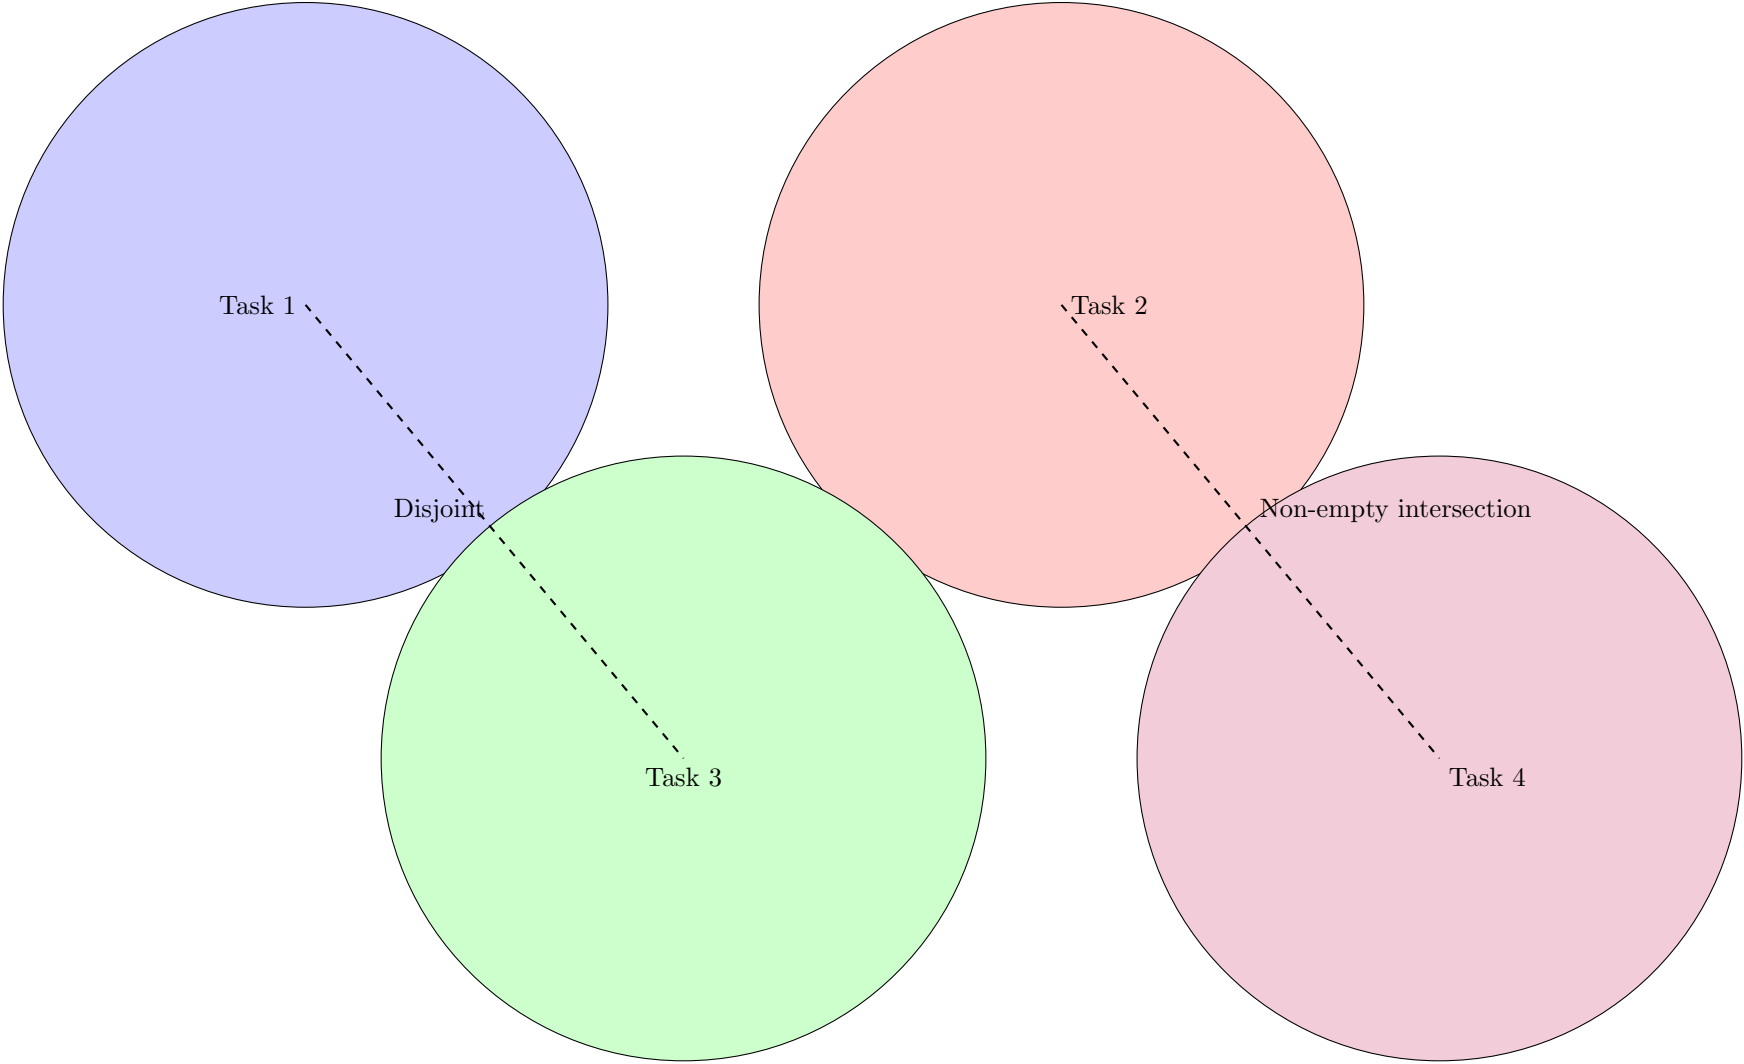 Task 1
Task 2
Disjoint
Non-empty intersection
Task 3
Task 4